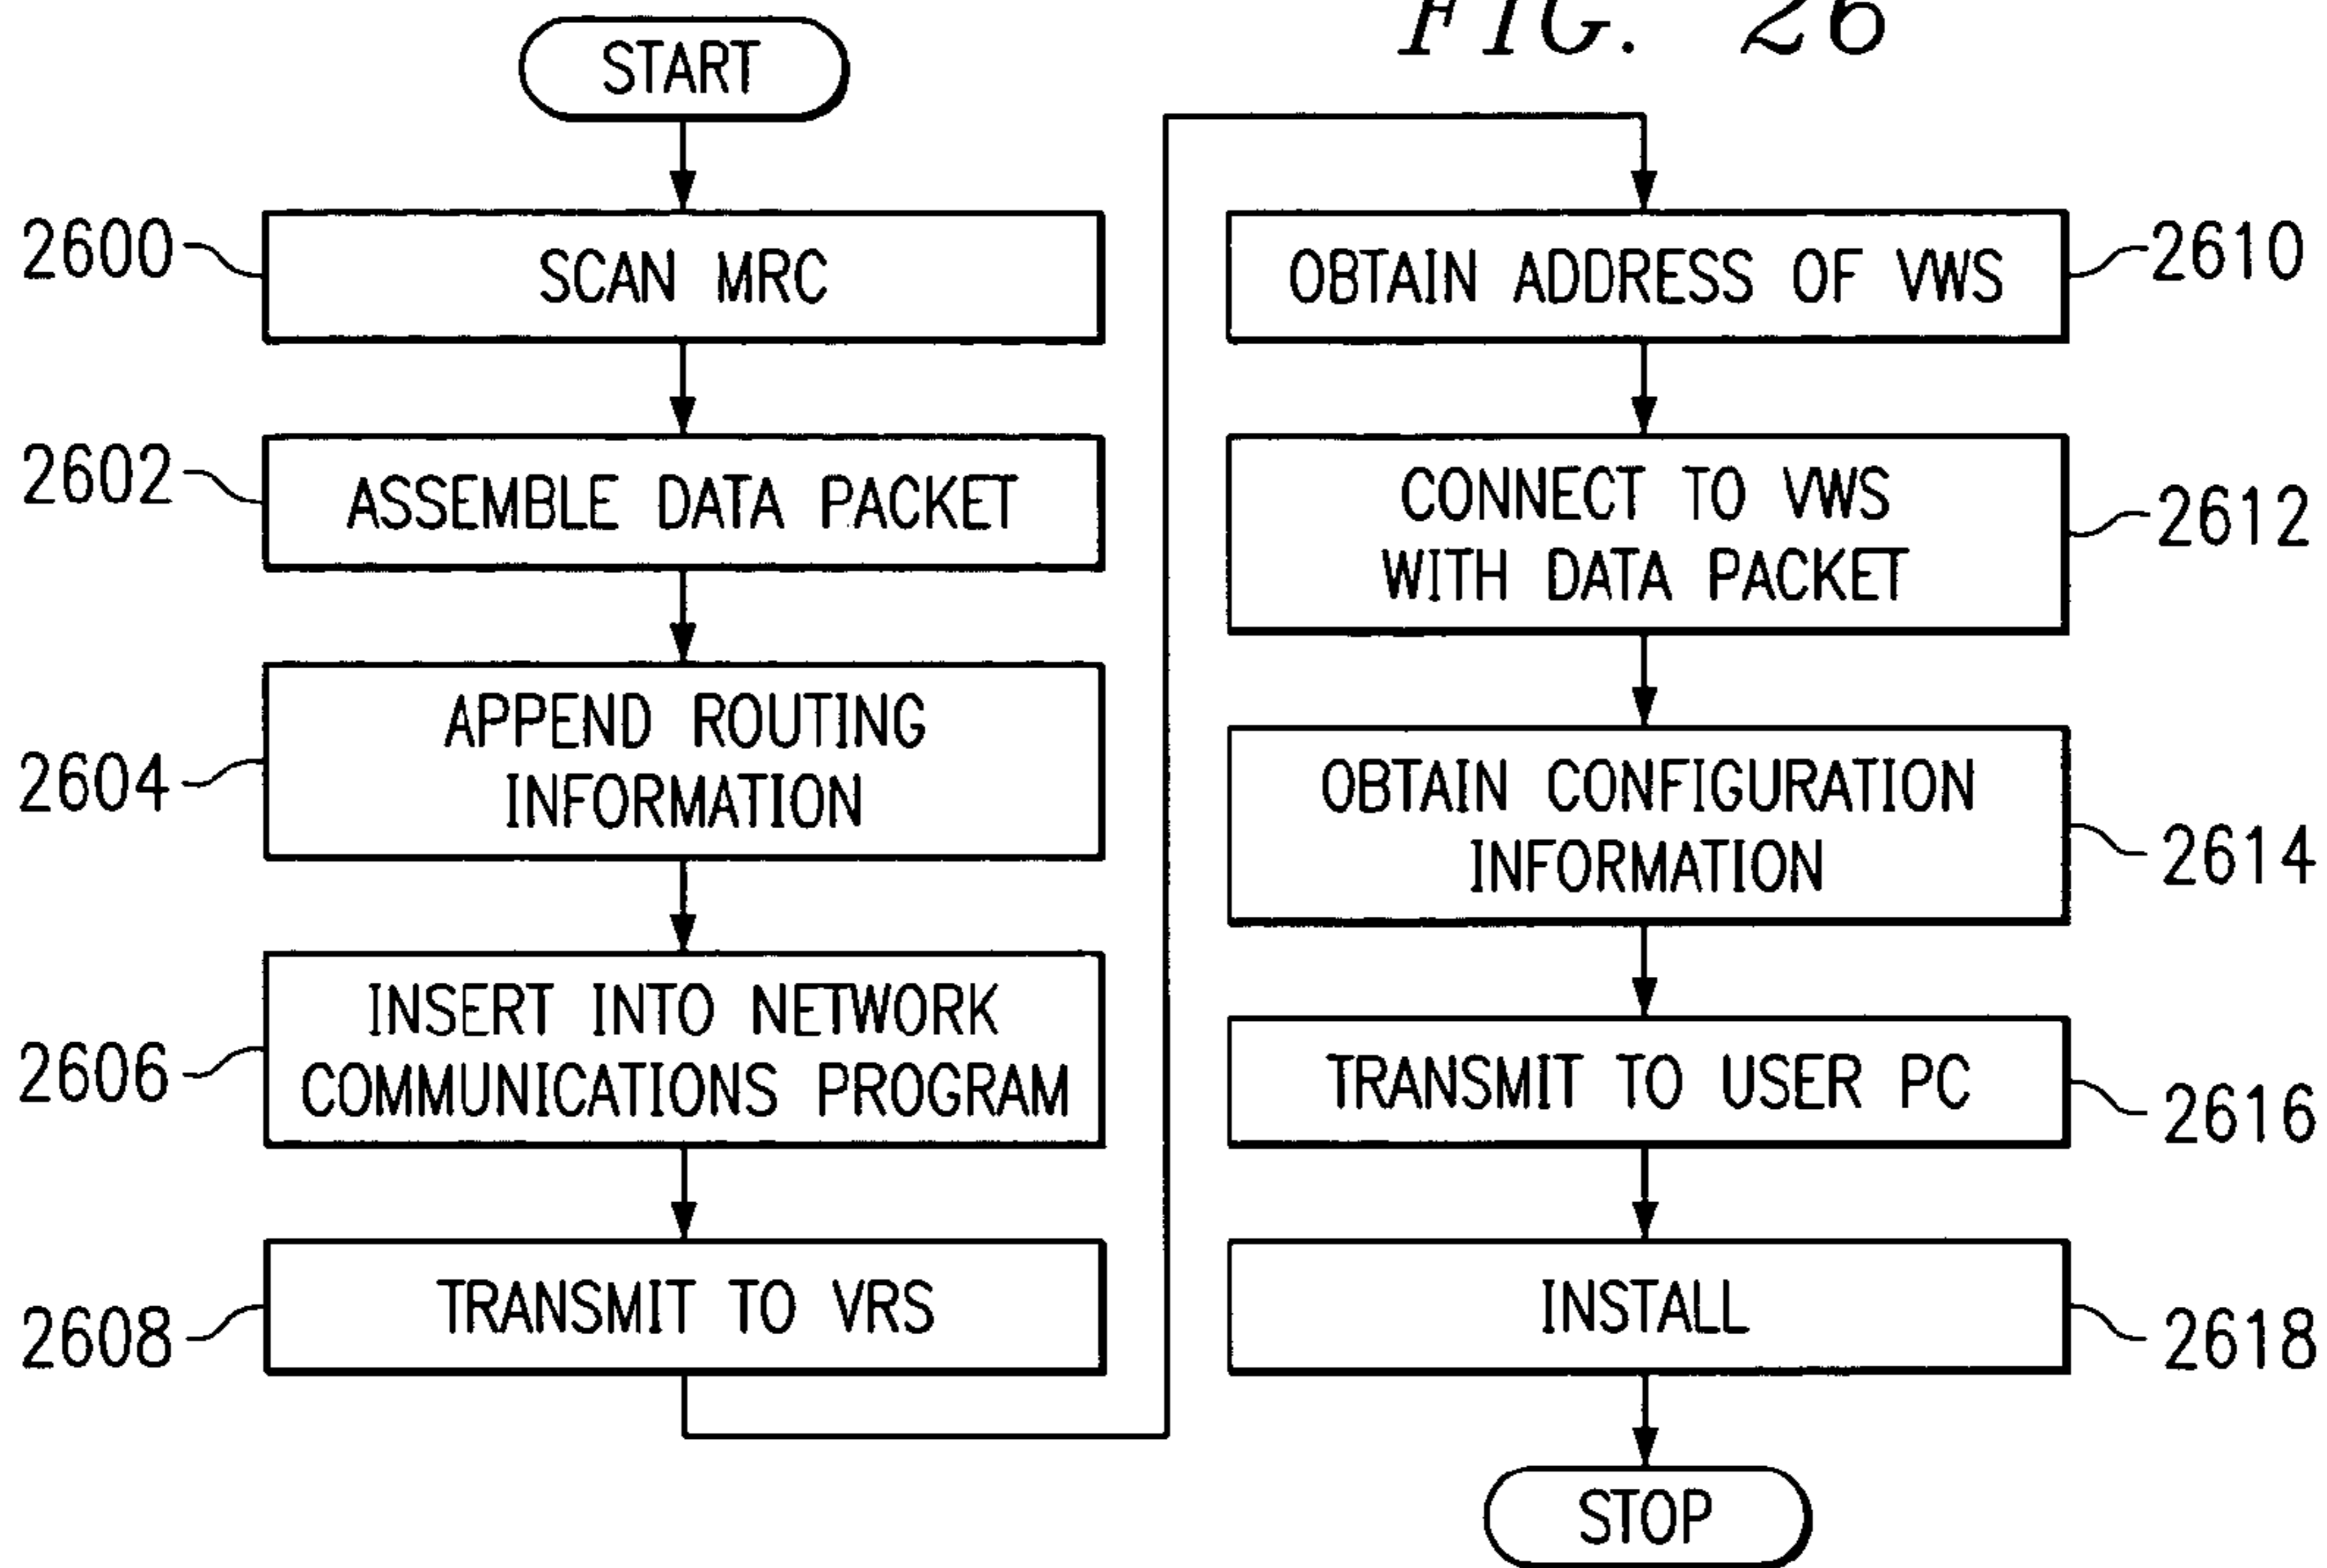 FIG. 26
START
2600
SCAN MRC
2602
ASSEMBLE DATA PACKET
2604
APPEND ROUTING
INFORMATION
2606
INSERT INTO NETWORK
COMMUNICATIONS PROGRAM
2608
TRANSMIT TO VRS
OBTAIN ADDRESS OF VWS
2610
CONNECT TO VWS
WITH DATA PACKET
2612
OBTAIN CONFIGURATION
INFORMATION
2614
TRANSMIT TO USER PC
2616
INSTALL
2618
STOP